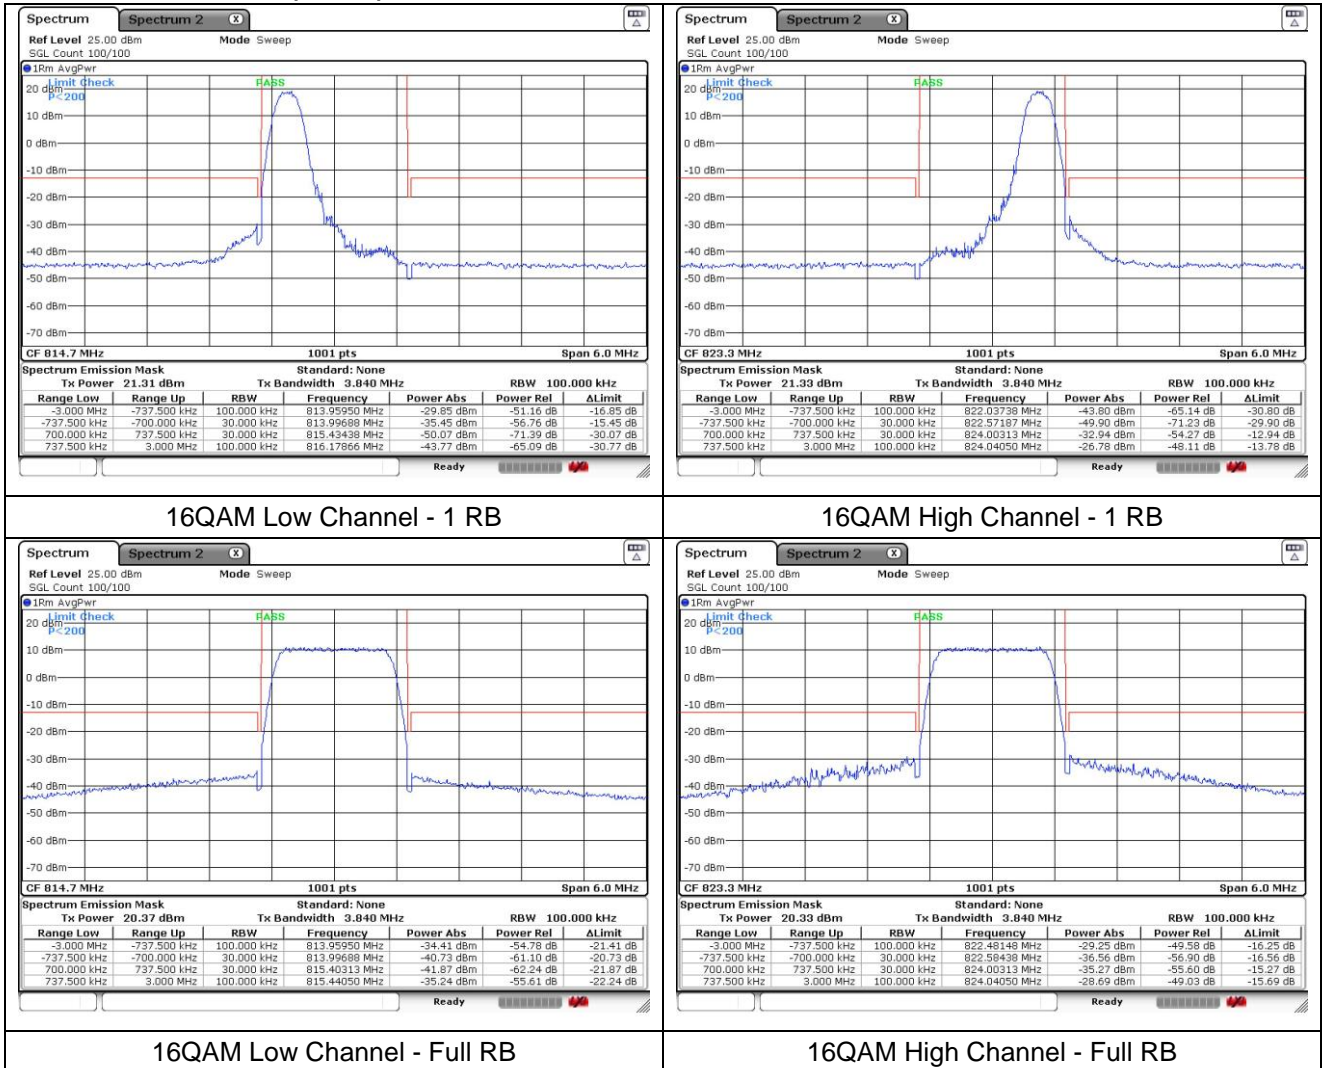 Spectrum Spectrum 2 X
Ref Level 25.00 dBm Mode Sweep
SGL Count 100/100
1Rm AvgPwr
Limit Check PASS
20 dBm
P<200
10 dBm
0 dBm
-10 dBm
-20 dBm
-30 dBm
-40 dBm
-50 dBm
-60 dBm
-70 dBm
CF 814.7 MHz 1001 pts Span 6.0 MHz
Spectrum Emission Mask Standard: None
Tx Power 21.31 dBm Tx Bandwidth 3.840 MHz RBW 100.000 kHz
Range Low Range Up RBW Frequency Power Abs Power Rel ΔLimit
-3.000 MHz -737.500 kHz 100.000 kHz 813.95950 MHz -29.85 dBm -51.16 dB -16.85 dB
-737.500 kHz -700.000 kHz 30.000 kHz 813.99688 MHz -35.45 dBm -56.76 dB -15.45 dB
700.000 kHz 737.500 kHz 30.000 kHz 815.43438 MHz -50.07 dBm -71.39 dB -30.07 dB
737.500 kHz 3.000 MHz 100.000 kHz 816.17866 MHz -43.77 dBm -65.09 dB -30.77 dB
Ready
16QAM Low Channel - 1 RB
Spectrum Spectrum 2 X
Ref Level 25.00 dBm Mode Sweep
SGL Count 100/100
1Rm AvgPwr
Limit Check PASS
20 dBm
P<200
10 dBm
0 dBm
-10 dBm
-20 dBm
-30 dBm
-40 dBm
-50 dBm
-60 dBm
-70 dBm
CF 823.3 MHz 1001 pts Span 6.0 MHz
Spectrum Emission Mask Standard: None
Tx Power 21.33 dBm Tx Bandwidth 3.840 MHz RBW 100.000 kHz
Range Low Range Up RBW Frequency Power Abs Power Rel ΔLimit
-3.000 MHz -737.500 kHz 100.000 kHz 822.03738 MHz -43.80 dBm -65.14 dB -30.80 dB
-737.500 kHz -700.000 kHz 30.000 kHz 822.57187 MHz -49.90 dBm -71.23 dB -29.90 dB
700.000 kHz 737.500 kHz 30.000 kHz 824.00313 MHz -32.94 dBm -54.27 dB -12.94 dB
737.500 kHz 3.000 MHz 100.000 kHz 824.04050 MHz -26.78 dBm -48.11 dB -13.78 dB
Ready
16QAM High Channel - 1 RB
Spectrum Spectrum 2 X
Ref Level 25.00 dBm Mode Sweep
SGL Count 100/100
1Rm AvgPwr
Limit Check PASS
20 dBm
P<200
10 dBm
0 dBm
-10 dBm
-20 dBm
-30 dBm
-40 dBm
-50 dBm
-60 dBm
-70 dBm
CF 814.7 MHz 1001 pts Span 6.0 MHz
Spectrum Emission Mask Standard: None
Tx Power 20.37 dBm Tx Bandwidth 3.840 MHz RBW 100.000 kHz
Range Low Range Up RBW Frequency Power Abs Power Rel ΔLimit
-3.000 MHz -737.500 kHz 100.000 kHz 813.95950 MHz -34.41 dBm -54.78 dB -21.41 dB
-737.500 kHz -700.000 kHz 30.000 kHz 813.99688 MHz -40.73 dBm -61.10 dB -20.73 dB
700.000 kHz 737.500 kHz 30.000 kHz 815.40313 MHz -41.87 dBm -62.24 dB -21.87 dB
737.500 kHz 3.000 MHz 100.000 kHz 815.44050 MHz -35.24 dBm -55.61 dB -22.24 dB
Ready
16QAM Low Channel - Full RB
Spectrum Spectrum 2 X
Ref Level 25.00 dBm Mode Sweep
SGL Count 100/100
1Rm AvgPwr
Limit Check PASS
20 dBm
P<200
10 dBm
0 dBm
-10 dBm
-20 dBm
-30 dBm
-40 dBm
-50 dBm
-60 dBm
-70 dBm
CF 823.3 MHz 1001 pts Span 6.0 MHz
Spectrum Emission Mask Standard: None
Tx Power 20.33 dBm Tx Bandwidth 3.840 MHz RBW 100.000 kHz
Range Low Range Up RBW Frequency Power Abs Power Rel ΔLimit
-3.000 MHz -737.500 kHz 100.000 kHz 822.48148 MHz -29.25 dBm -49.58 dB -16.25 dB
-737.500 kHz -700.000 kHz 30.000 kHz 822.58438 MHz -36.56 dBm -56.90 dB -16.56 dB
700.000 kHz 737.500 kHz 30.000 kHz 824.00313 MHz -35.27 dBm -55.60 dB -15.27 dB
737.500 kHz 3.000 MHz 100.000 kHz 824.04050 MHz -28.69 dBm -49.03 dB -15.69 dB
Ready
16QAM High Channel - Full RB